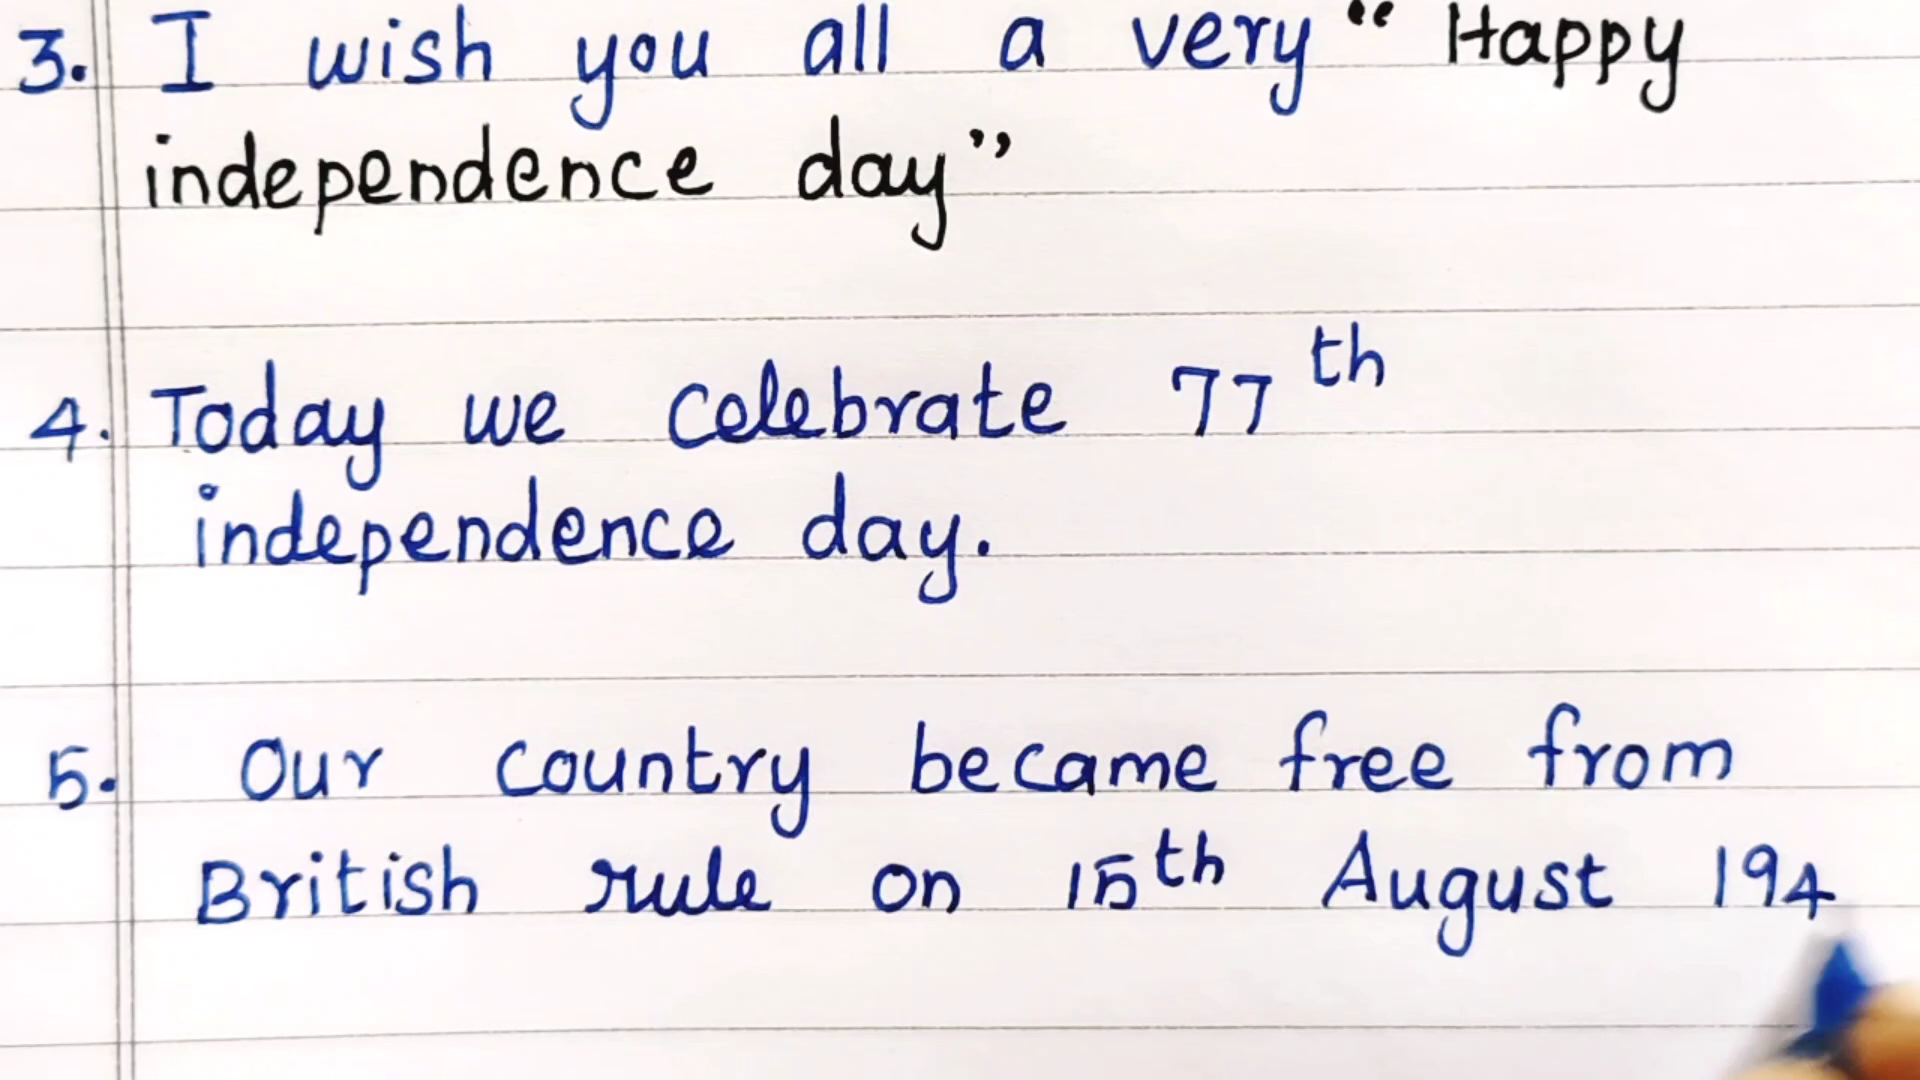 3. I wish you all a very “ Happy
independence day”
4. Today we celebrate 77th
independence day.
5. Our country became free from
British rule on 15th August 194